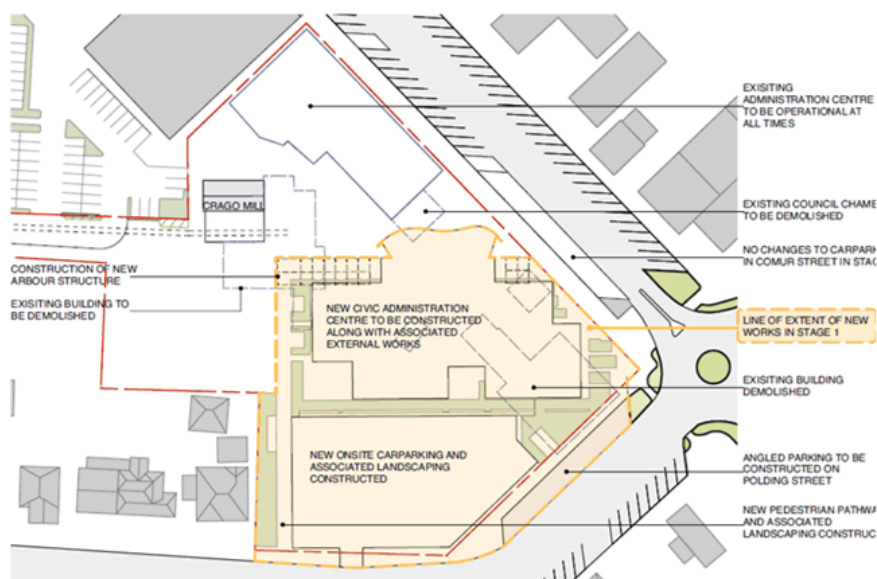 EXISITING
ADMINISTRATION CENTRE
TO BE OPERATIONAL AT
ALL TIMES
CRAGO MILL
EXISTING COUNCIL CHAMBE
TO BE DEMOLISHED
NO CHANGES TO CARPARK
IN COMUR STREET IN STAG
CONSTRUCTION OF NEW
ARBOUR STRUCTURE
EXISITING BUILDING TO
BE DEMOLISHED
NEW CIVIC ADMINISTRATION
CENTRE TO BE CONSTRUCTED
ALONG WITH ASSOCIATED
EXTERNAL WORKS
LINE OF EXTENT OF NEW
WORKS IN STAGE 1
EXISITING BUILDING
DEMOLISHED
NEW ONSITE CARPARKING AND
ASSOCIATED LANDSCAPING
CONSTRUCTED
ANGLED PARKING TO BE
CONSTRUCTED ON
POLDING STREET
NEW PEDESTRIAN PATHWA
AND ASSOCIATED
LANDSCAPING CONSTRUC